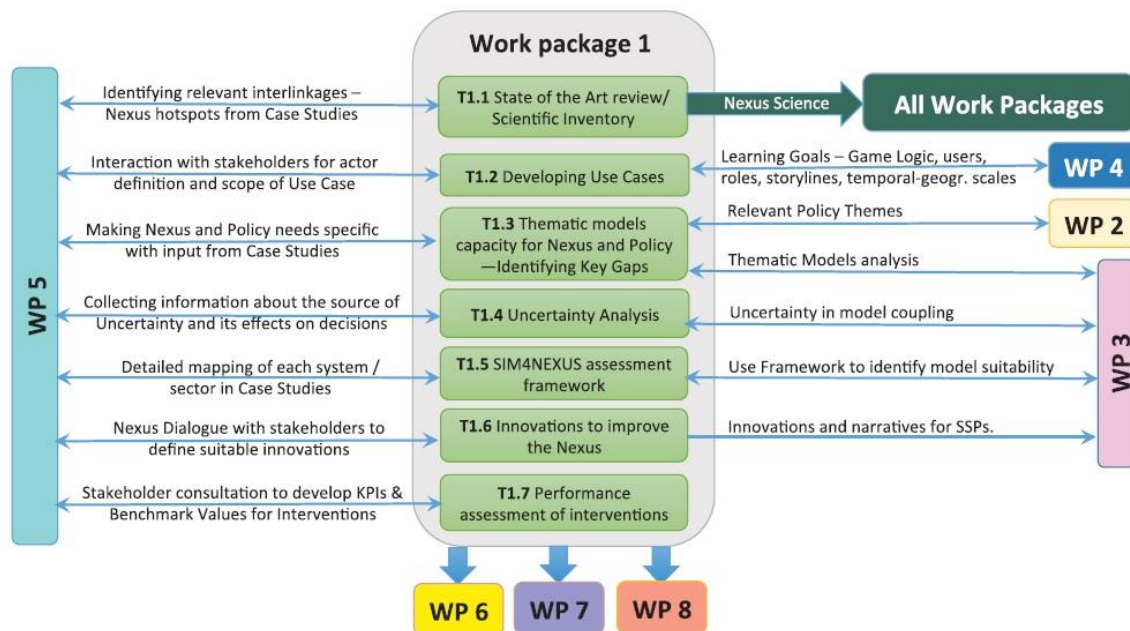 Work package 1
WP 5
Identifying relevant interlinkages –
Nexus hotspots from Case Studies
T1.1 State of the Art review/
Scientific Inventory
Nexus Science
All Work Packages
Interaction with stakeholders for actor
definition and scope of Use Case
T1.2 Developing Use Cases
Learning Goals – Game Logic, users,
roles, storylines, temporal-geogr. scales
WP 4
Making Nexus and Policy needs specific
with input from Case Studies
T1.3 Thematic models
capacity for Nexus and Policy
—Identifying Key Gaps
Relevant Policy Themes
WP 2
Thematic Models analysis
WP 3
Collecting information about the source of
Uncertainty and its effects on decisions
T1.4 Uncertainty Analysis
Uncertainty in model coupling
Detailed mapping of each system /
sector in Case Studies
T1.5 SIM4NEXUS assessment
framework
Use Framework to identify model suitability
Nexus Dialogue with stakeholders to
define suitable innovations
T1.6 Innovations to improve
the Nexus
Innovations and narratives for SSPs.
Stakeholder consultation to develop KPIs &
Benchmark Values for Interventions
T1.7 Performance
assessment of interventions
WP 6
WP 7
WP 8